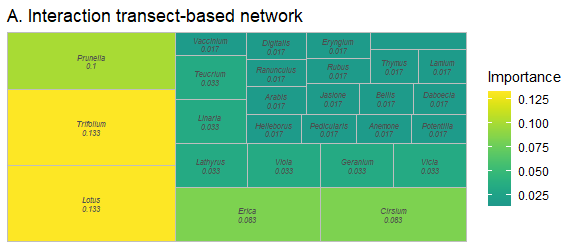 A. Interaction transect-based network
Prunella
0.1
Trifolium
0.133
Lotus
0.133
Vaccinium
0.017
Teucrium
0.033
Linaria
0.033
Digitalis
0.017
Eryngium
0.017
Ranunculus
0.017
Rubus
0.017
Thymus
0.017
Lamium
0.017
Arabis
0.017
Jasione
0.017
Bellis
0.017
Daboecia
0.017
Helleborus
0.017
Pedicularis
0.017
Anemone
0.017
Potentilla
0.017
Lathyrus
0.033
Viola
0.033
Geranium
0.033
Vicia
0.033
Erica
0.083
Cirsium
0.083
Importance
0.125
0.100
0.075
0.050
0.025